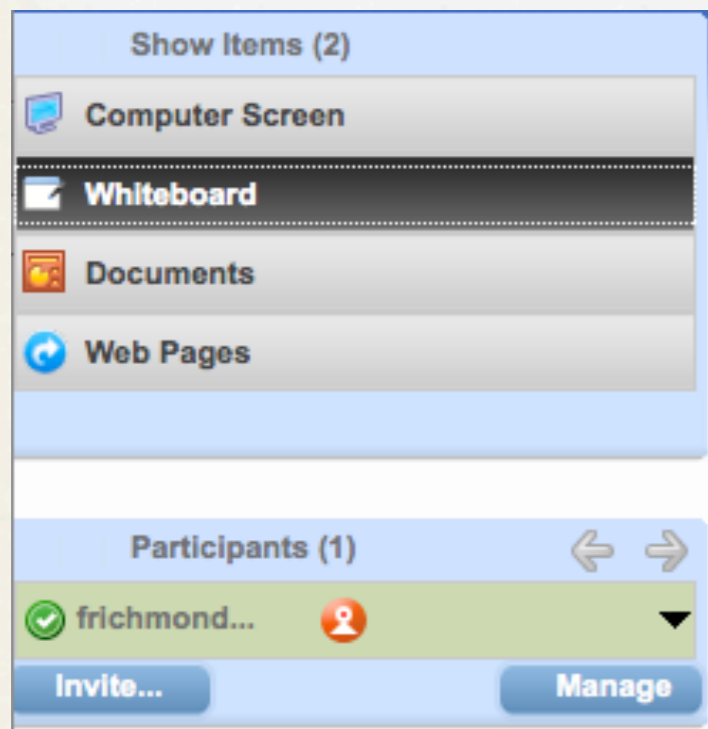 Show Items (2)
Computer Screen
Whiteboard
Documents
Web Pages
Participants (1)
frichmond...
Invite...
Manage